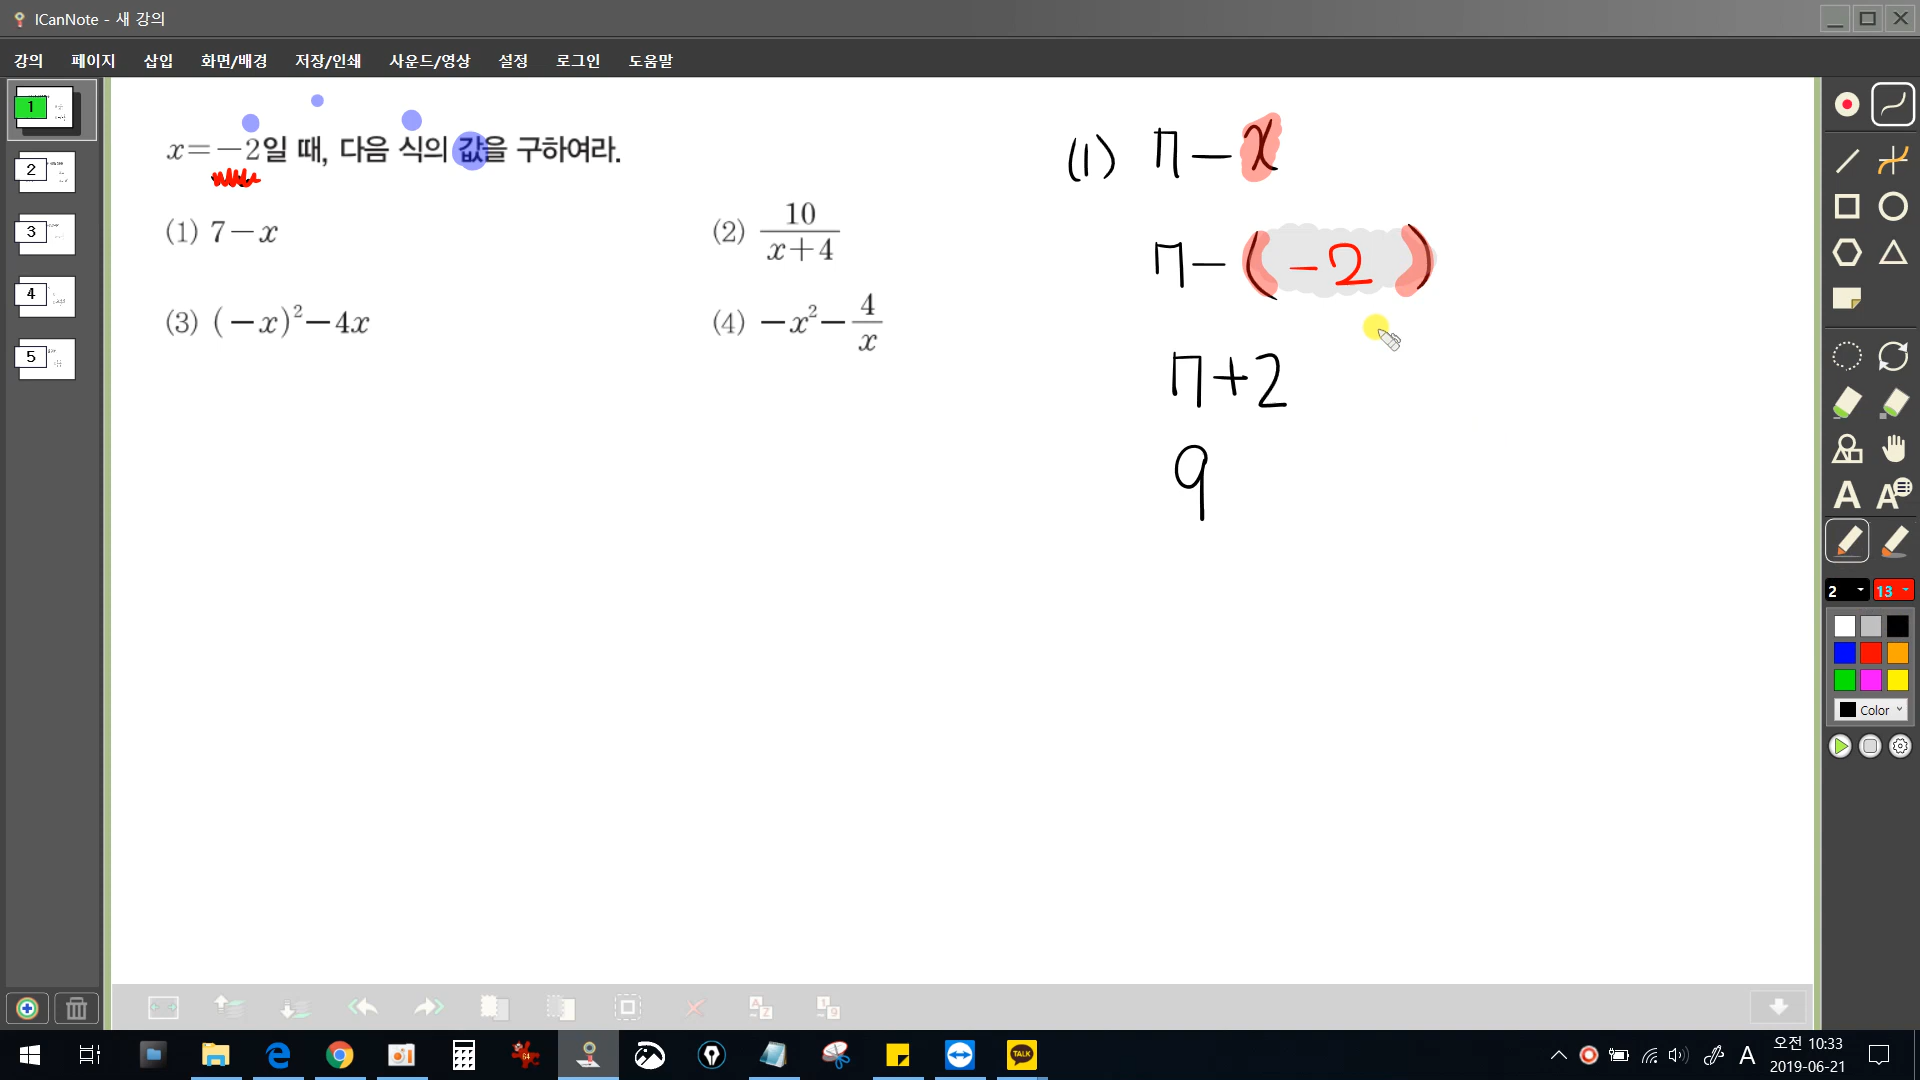 ICanNote - 새 강의
강의 페이지 삽입 화면/배경 저장/인쇄 사운드/영상 설정 로그인 도움말
1
2
3
4
5
x=-2일 때, 다음 식의 값을 구하여라.
(1) 7-x
(2) 10/(x+4)
(3) (-x)²-4x
(4) -x²-4/x
(1) 7-x
7-(-2)
7+2
9
A A
2 13
Color
A Z
1 9
64
TALK
A
오전 10:33
2019-06-21